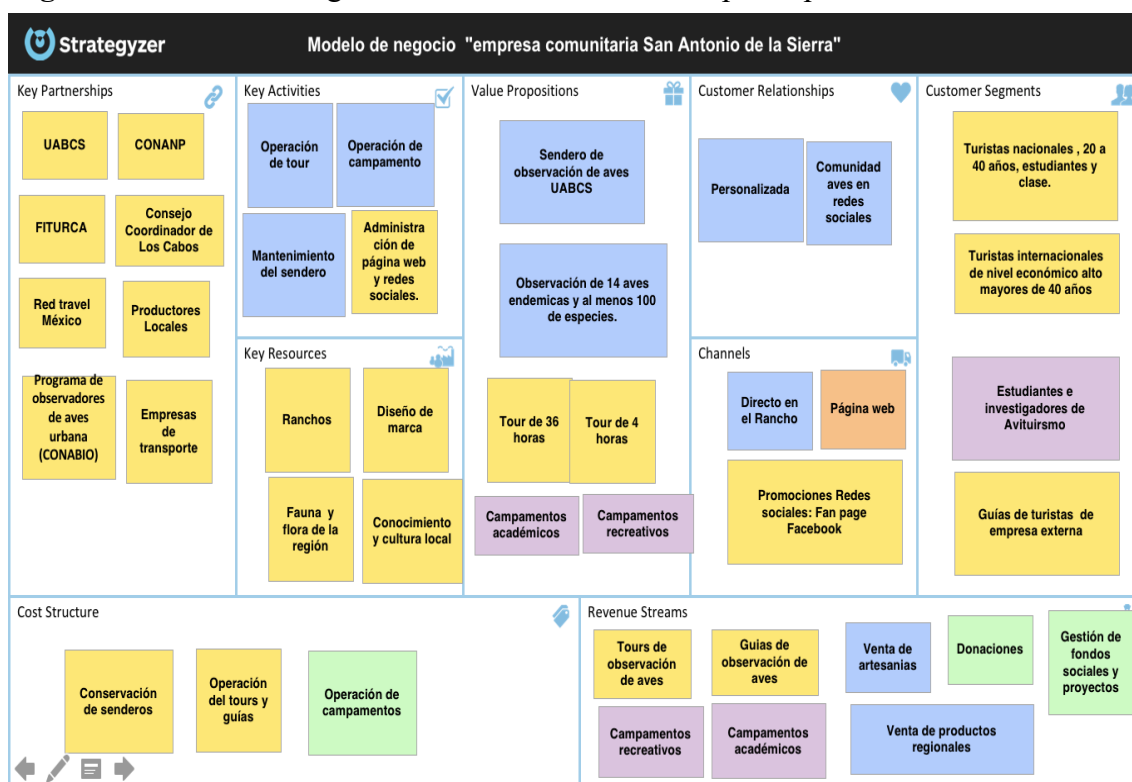 Strategyzer
Modelo de negocio "empresa comunitaria San Antonio de la Sierra"
Key Partnerships
UABCS
CONANP
FITURCA
Consejo
Coordinador de
Los Cabos
Red travel
México
Productores
Locales
Programa de
observadores
de aves
urbana
(CONABIO)
Empresas
de
transporte
Key Activities
Operación
de tour
Operación de
campamento
Mantenimiento
del sendero
Administra
ción de
página web
y redes
sociales.
Key Resources
Ranchos
Diseño de
marca
Fauna y
flora de la
región
Conocimiento
y cultura local
Value Propositions
Sendero de
observación de aves
UABCS
Observación de 14 aves
endemicas y al menos 100
de especies.
Tour de 36
horas
Tour de 4
horas
Campamentos
académicos
Campamentos
recreativos
Customer Relationships
Personalizada
Comunidad
aves en
redes
sociales
Channels
Directo en
el Rancho
Página web
Promociones Redes
sociales: Fan page
Facebook
Customer Segments
Turistas nacionales , 20 a
40 años, estudiantes y
clase.
Turistas internacionales
de nivel económico alto
mayores de 40 años
Estudiantes e
investigadores de
Avituirsmo
Guías de turistas de
empresa externa
Cost Structure
Conservación
de senderos
Operación
del tours y
guías
Operación de
campamentos
Revenue Streams
Tours de
observación
de aves
Guias de
observación de
aves
Venta de
artesanias
Donaciones
Gestión de
fondos
sociales y
proyectos
Campamentos
recreativos
Campamentos
académicos
Venta de productos
regionales